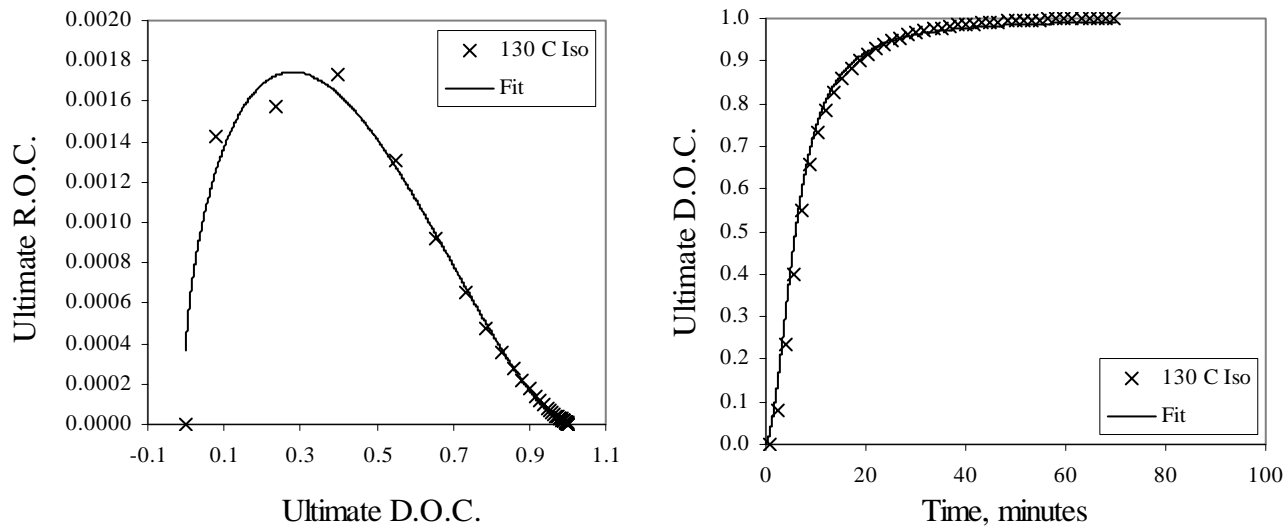 Ultimate R.O.C.
0.0020
0.0018
0.0016
0.0014
0.0012
0.0010
0.0008
0.0006
0.0004
0.0002
0.0000
-0.1 0.1 0.3 0.5 0.7 0.9 1.1
Ultimate D.O.C.
130 C Iso
Fit
Ultimate D.O.C.
1.0
0.9
0.8
0.7
0.6
0.5
0.4
0.3
0.2
0.1
0.0
0 20 40 60 80 100
Time, minutes
130 C Iso
Fit